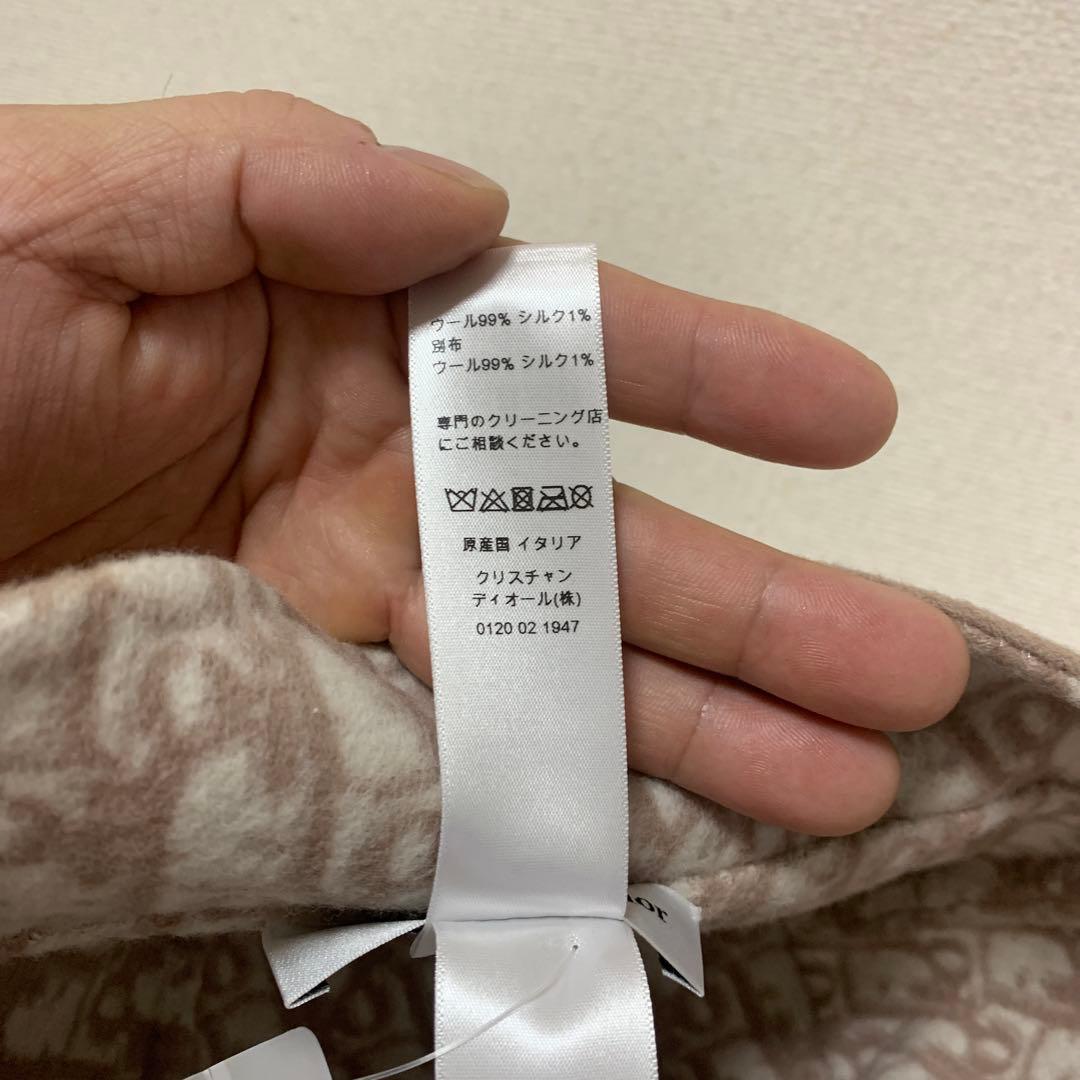 ウール99% シルク1%
別布
ウール99% シルク1%
専門のクリーニング店
にご相談ください。
原産国 イタリア
クリスチャン
ディオール(株)
0120 02 1947